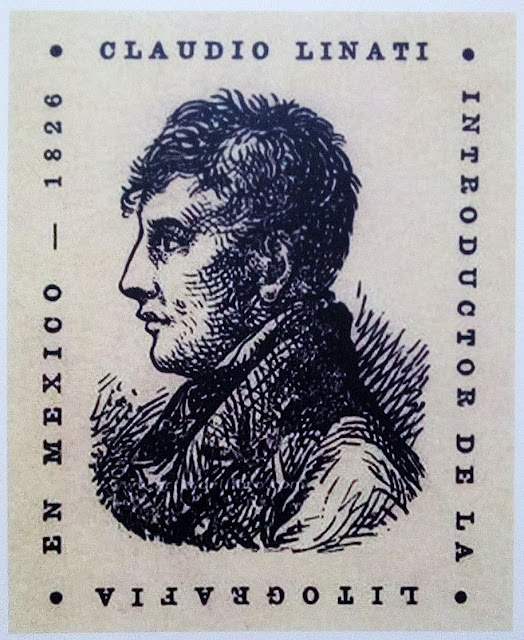 CLAUDIO LINATI
INTRODUCTOR DE LA
LITOGRAFIA
EN MEXICO — 1826